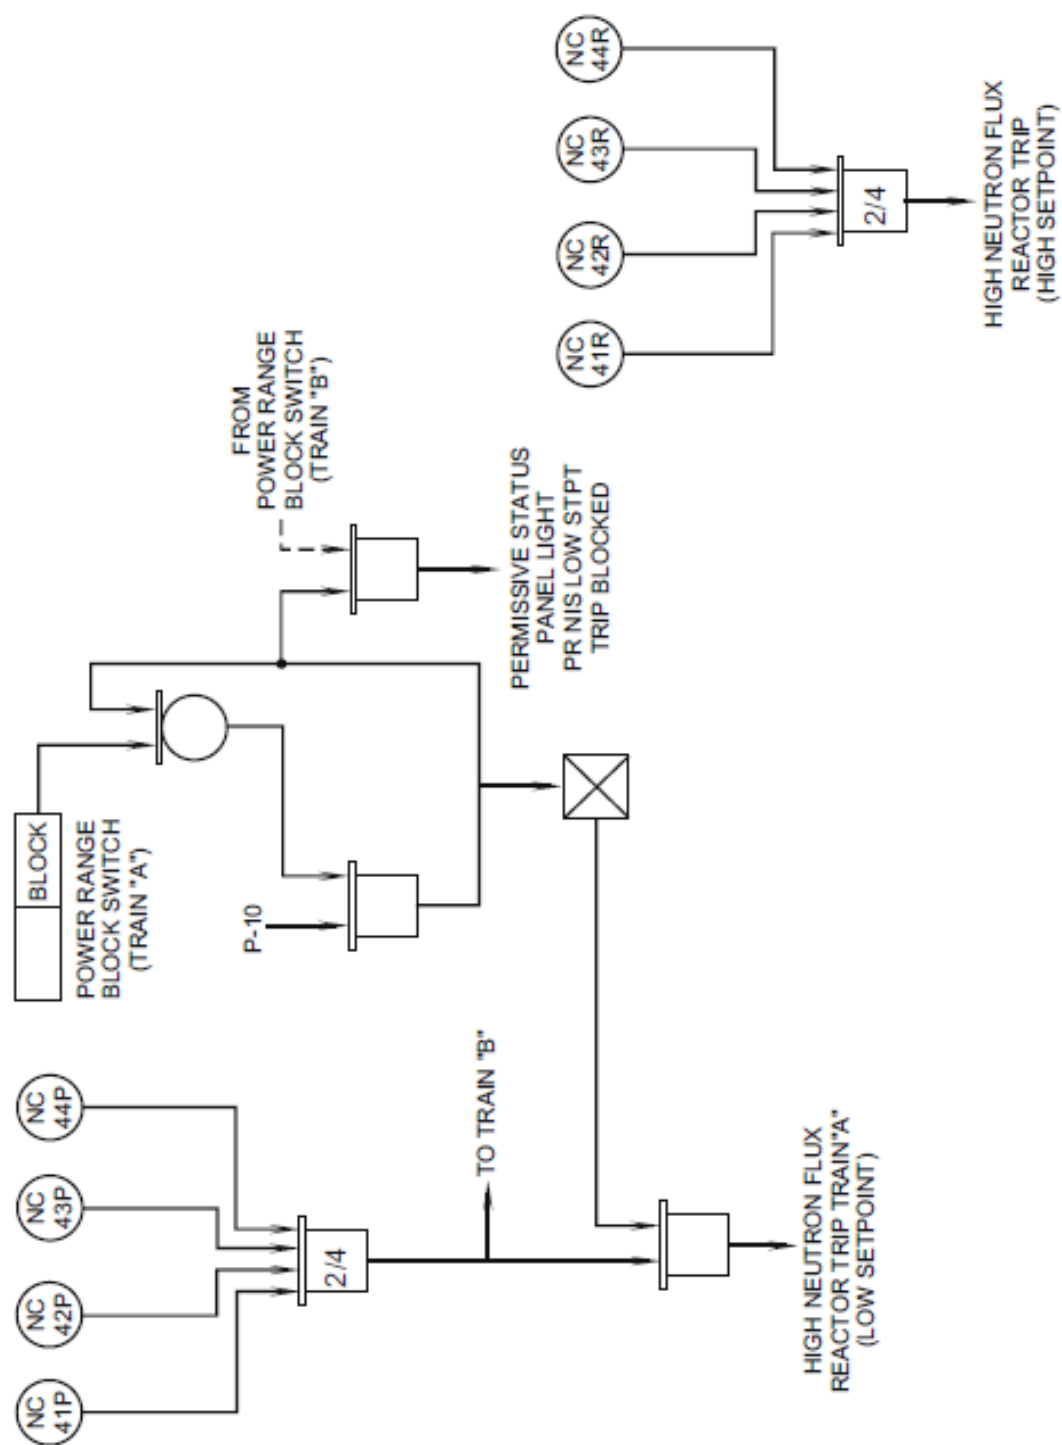 NC
41P
NC
42P
NC
43P
NC
44P
2/4
TO TRAIN "B"
HIGH NEUTRON FLUX
REACTOR TRIP TRAIN"A"
(LOW SETPOINT)
BLOCK
POWER RANGE
BLOCK SWITCH
(TRAIN "A")
P-10
FROM
POWER RANGE
BLOCK SWITCH
(TRAIN "B")
PERMISSIVE STATUS
PANEL LIGHT
PR NIS LOW STPT
TRIP BLOCKED
NC
41R
NC
42R
NC
43R
NC
44R
2/4
HIGH NEUTRON FLUX
REACTOR TRIP
(HIGH SETPOINT)